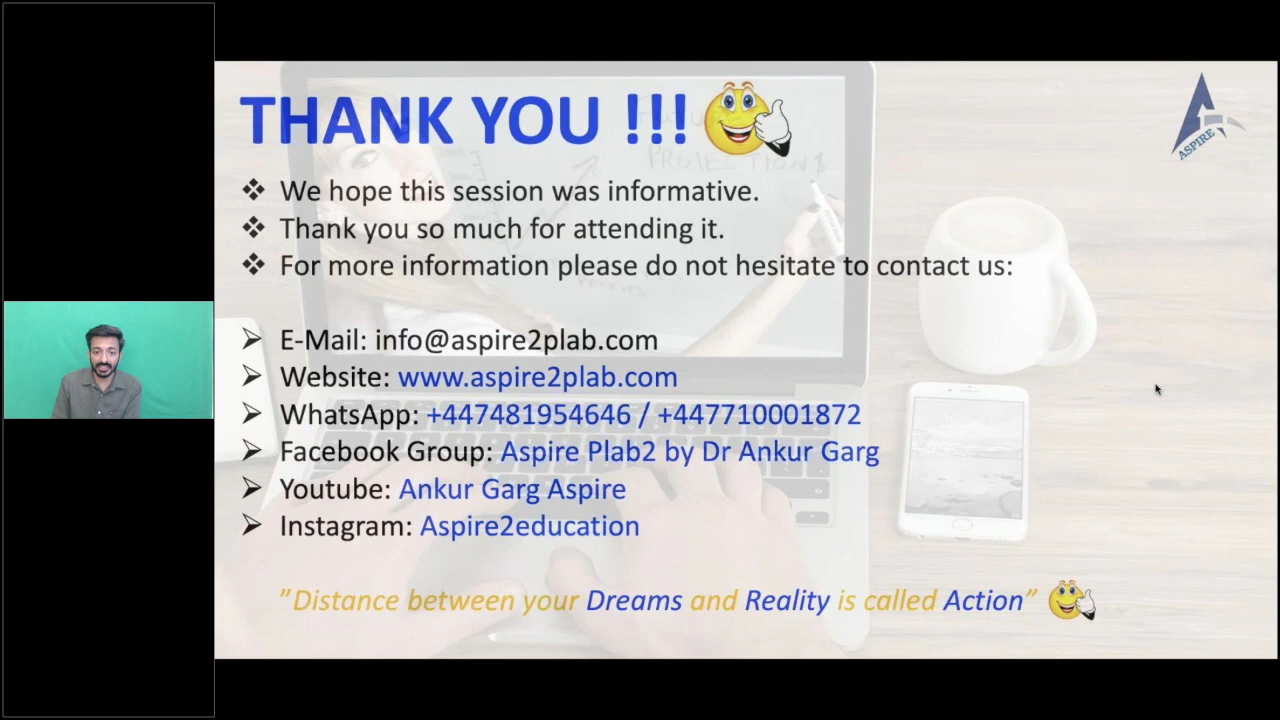 THANK YOU !!!
ASPIRE
❖ We hope this session was informative.
❖ Thank you so much for attending it.
❖ For more information please do not hesitate to contact us:
➢ E-Mail: info@aspire2plab.com
➢ Website: www.aspire2plab.com
➢ WhatsApp: +447481954646 / +447710001872
➢ Facebook Group: Aspire Plab2 by Dr Ankur Garg
➢ Youtube: Ankur Garg Aspire
➢ Instagram: Aspire2education
"Distance between your Dreams and Reality is called Action"